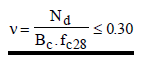 ν = N_d / B_c . f_c28 ≤ 0.30